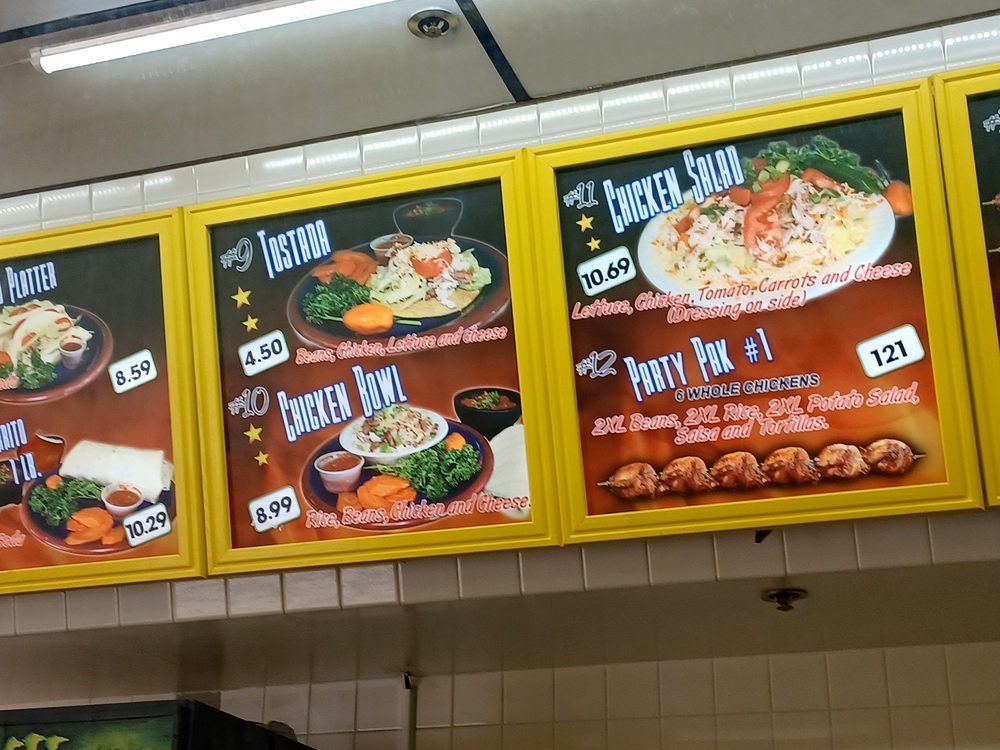 PLATTER
8.59
10.29
#9 TOSTADA
4.50
Beans, Chicken, Lettuce and cheese
#10 CHICKEN BOWL
8.99
Rice, Beans, Chicken and Cheese.
#11 CHICKEN SALAD
10.69
Lettuce, Chicken, Tomato, Carrots and Cheese
(Dressing on side)
#12 PARTY PAK #1
121
6 WHOLE CHICKENS
2XL Beans, 2XL Rice, 2XL Potato Salad,
Salsa and Tortillas.